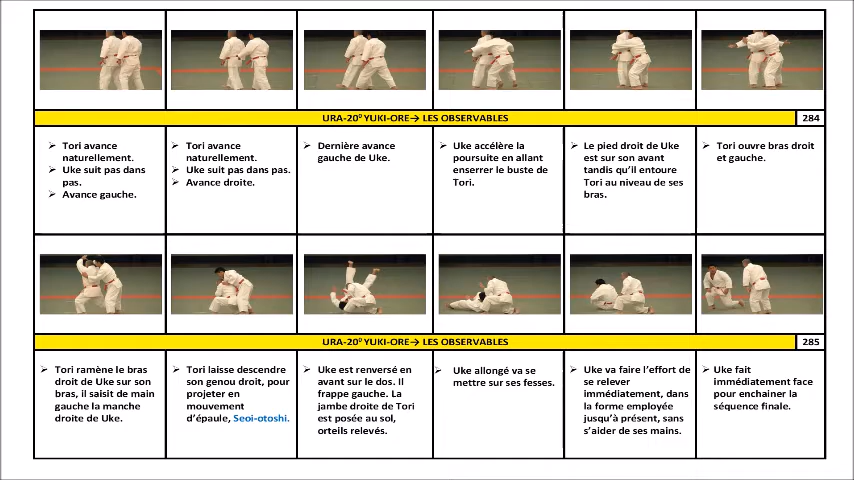 URA-20⁰ YUKI-ORE→ LES OBSERVABLES
284
➢ Tori avance
naturellement.
➢ Uke suit pas dans
pas.
➢ Avance gauche.
➢ Tori avance
naturellement.
➢ Uke suit pas dans pas.
➢ Avance droite.
➢ Dernière avance
gauche de Uke.
➢ Uke accélère la
poursuite en allant
enserrer le buste de
Tori.
➢ Le pied droit de Uke
est sur son avant
tandis qu’il entoure
Tori au niveau de ses
bras.
➢ Tori ouvre bras droit
et gauche.
URA-20⁰ YUKI-ORE→ LES OBSERVABLES
285
➢ Tori ramène le bras
droit de Uke sur son
bras, il saisit de main
gauche la manche
droite de Uke.
➢ Tori laisse descendre
son genou droit, pour
projeter en
mouvement
d’épaule, Seoi-otoshi.
➢ Uke est renversé en
avant sur le dos. Il
frappe gauche. La
jambe droite de Tori
est posée au sol,
orteils relevés.
➢ Uke allongé va se
mettre sur ses fesses.
➢ Uke va faire l’effort de
se relever
immédiatement, dans
la forme employée
jusqu’à présent, sans
s’aider de ses mains.
➢ Uke fait
immédiatement face
pour enchainer la
séquence finale.